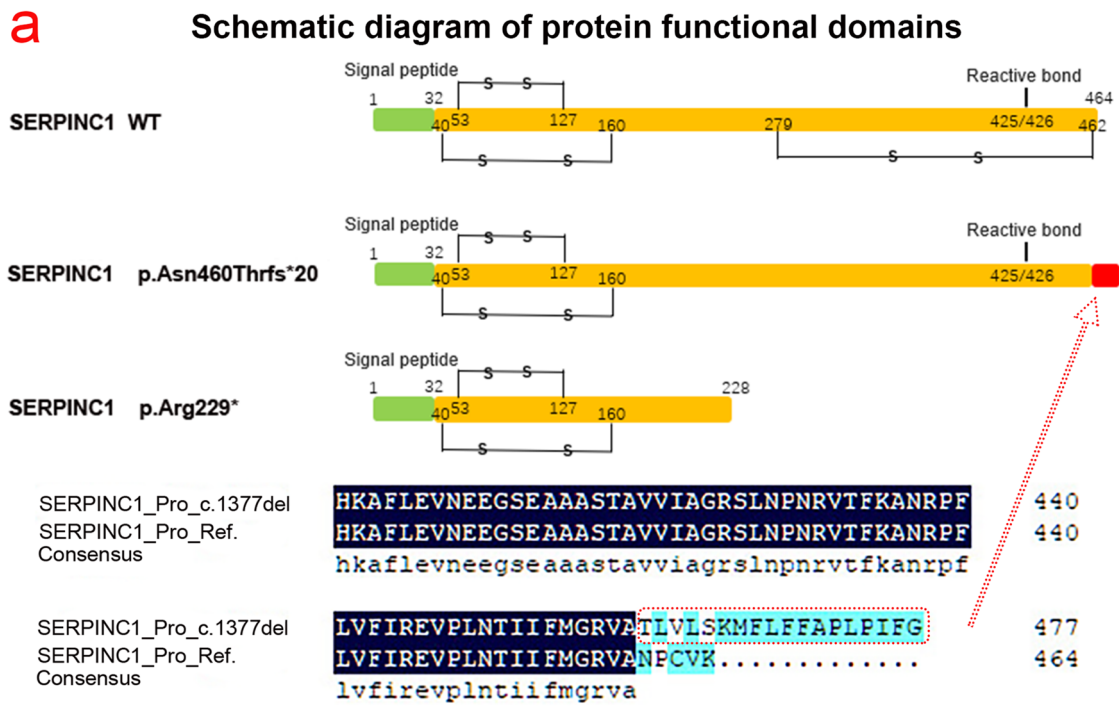 a
Schematic diagram of protein functional domains
Signal peptide
Reactive bond
1 32 S S 464
SERPINC1 WT
40 53 127 160 279 425/426 462
S S S S
Signal peptide
Reactive bond
1 32 S S
SERPINC1 p.Asn460Thrfs*20
40 53 127 160 425/426
S S
Signal peptide
1 32 S S 228
SERPINC1 p.Arg229*
40 53 127 160
S S
SERPINC1_Pro_c.1377del HKAFLEVNEEGSEAAASTAVVIAGRSLNPNRVTFKANRPF 440
SERPINC1_Pro_Ref. HKAFLEVNEEGSEAAASTAVVIAGRSLNPNRVTFKANRPF 440
Consensus hkaflevneegseaaastavviagrslnpnrvtfkanrpf
SERPINC1_Pro_c.1377del LVFIREVPLNTIIFMGRVATLVLSKMFLFFAPLPIFG 477
SERPINC1_Pro_Ref. LVFIREVPLNTIIFMGRVANPCVK............. 464
Consensus lvfirevplntiifmgrva